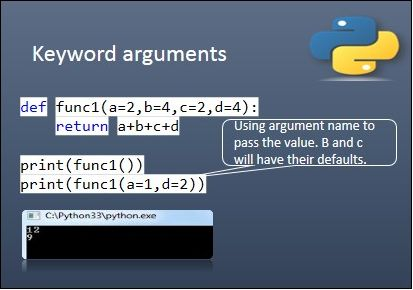 Keyword arguments
def func1(a=2,b=4,c=2,d=4):
return a+b+c+d
Using argument name to
pass the value. B and c
will have their defaults.
print(func1())
print(func1(a=1,d=2))
C:\Python33\python.exe
12
9